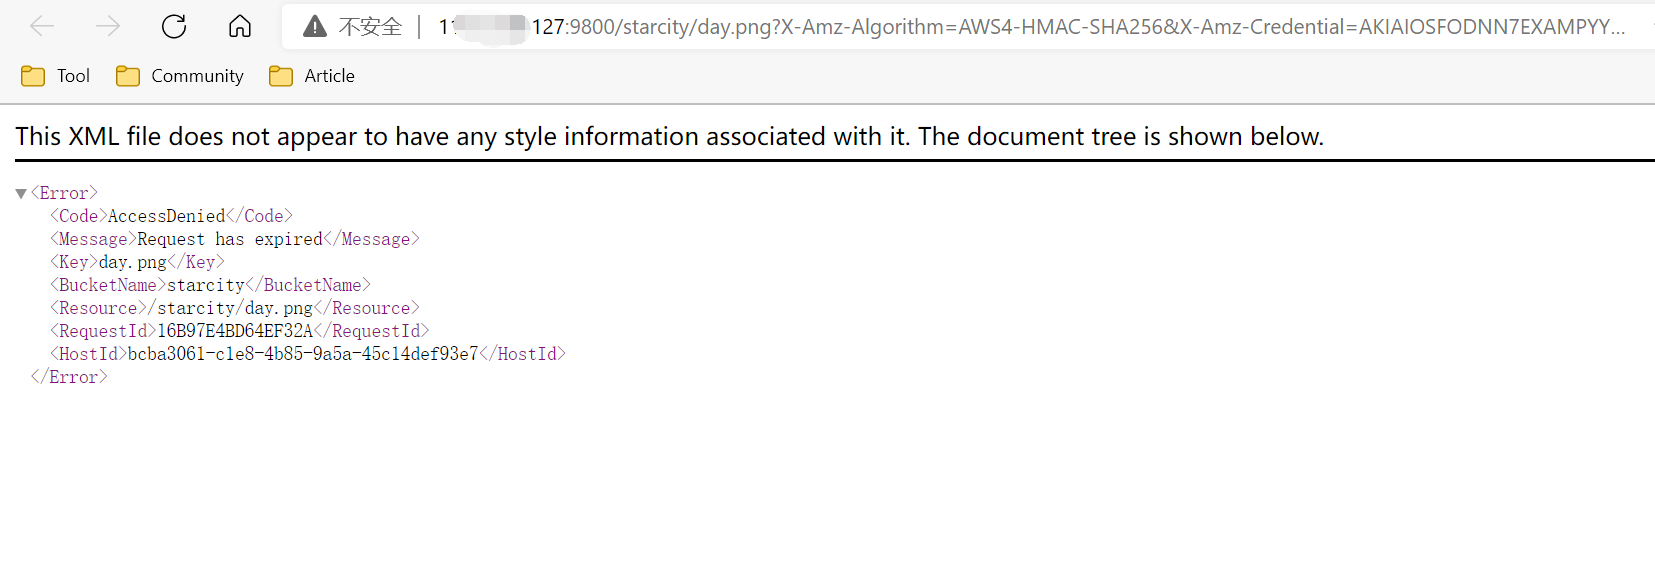 不安全 | 1 127:9800/starcity/day.png?X-Amz-Algorithm=AWS4-HMAC-SHA256&X-Amz-Credential=AKIAIOSFODNN7EXAMPYY...
Tool Community Article
This XML file does not appear to have any style information associated with it. The document tree is shown below.
▼<Error>
<Code>AccessDenied</Code>
<Message>Request has expired</Message>
<Key>day.png</Key>
<BucketName>starcity</BucketName>
<Resource>/starcity/day.png</Resource>
<RequestId>16B97E4BD64EF32A</RequestId>
<HostId>bcba3061-c1e8-4b85-9a5a-45c14def93e7</HostId>
</Error>